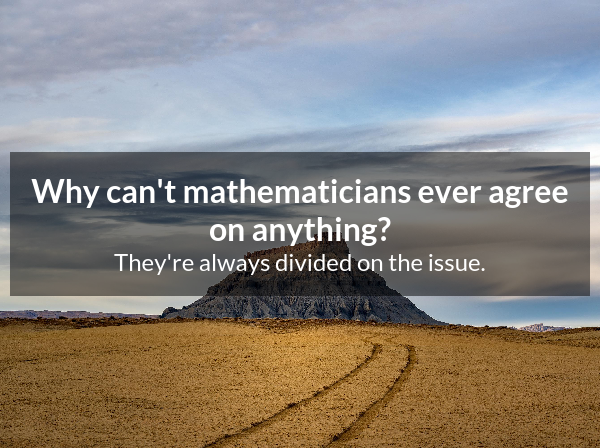 Why can't mathematicians ever agree
on anything?
They're always divided on the issue.